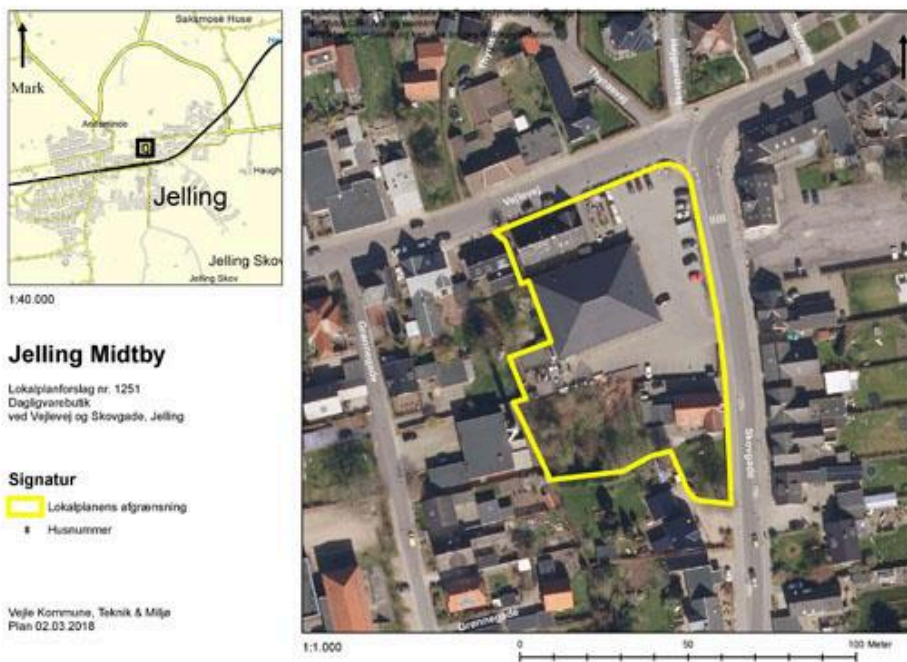 Saksmose Huse
Mark
Jelling
Jelling Skov
Jelling Skov
1:40.000
Jelling Midtby
Lokalplanforslag nr. 1251
Dagligvarebutik
ved Vejlevej og Skovgade, Jelling
Signatur
Lokalplanens afgrænsning
Husnummer
Vejle Kommune, Teknik & Miljø
Plan 02.03.2018
Vejlevej
Grønnegade
Skovgade
Grønnegade
1:1.000
0
50
100 Meter